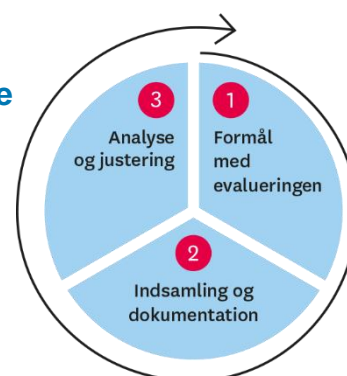 e
1
Formål
med
evalueringen
2
Indsamling og
dokumentation
3
Analyse
og justering